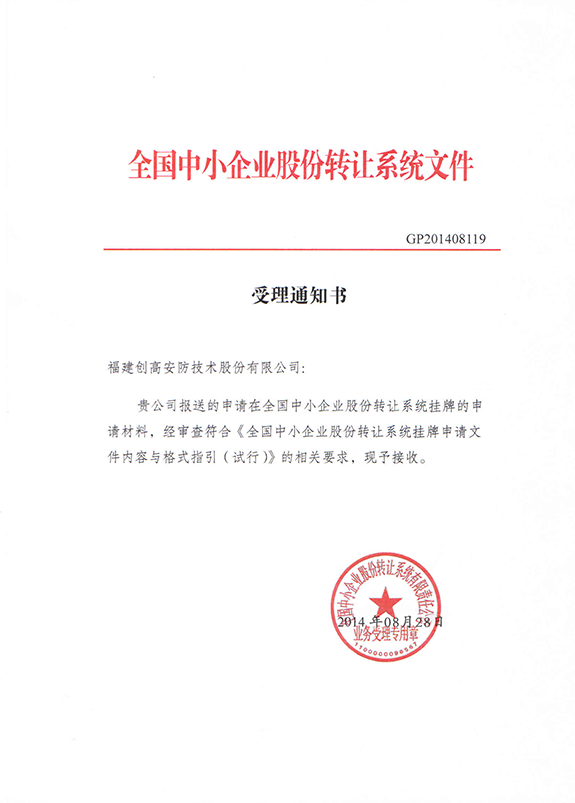 全国中小企业股份转让系统文件
GP201408119
受理通知书
福建创高安防技术股份有限公司：
贵公司报送的申请在全国中小企业股份转让系统挂牌的申
请材料，经审查符合《全国中小企业股份转让系统挂牌申请文
件内容与格式指引（试行）》的相关要求，现予接收。
全国中小企业股份转让系统有限责任公司
2014 年 08 月 28 日
业务受理专用章
1100000096567